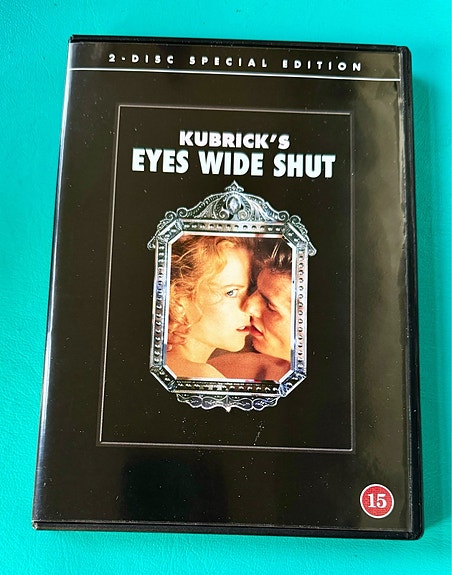 2-DISC SPECIAL EDITION
KUBRICK'S
EYES WIDE SHUT
15